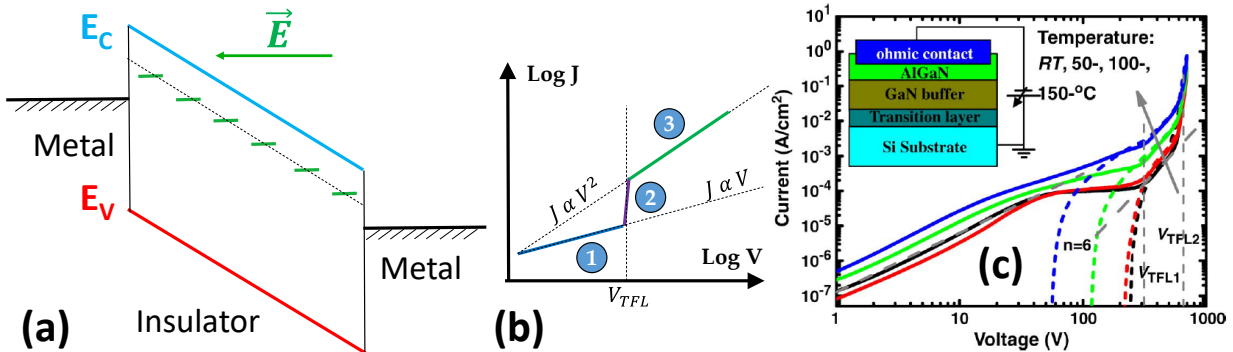 E_C
E⃗
Metal
E_V
Metal
Insulator
(a)
Log J
3
J α V²
2
J α V
1
Log V
V_TFL
(b)
Current (A/cm²)
10¹
10⁰
10⁻¹
10⁻²
10⁻³
10⁻⁴
10⁻⁵
10⁻⁶
10⁻⁷
ohmic contact
AlGaN
GaN buffer
Transition layer
Si Substrate
Temperature:
RT, 50-, 100-,
150-°C
n=6
(c)
V_TFL2
V_TFL1
1
10
100
1000
Voltage (V)